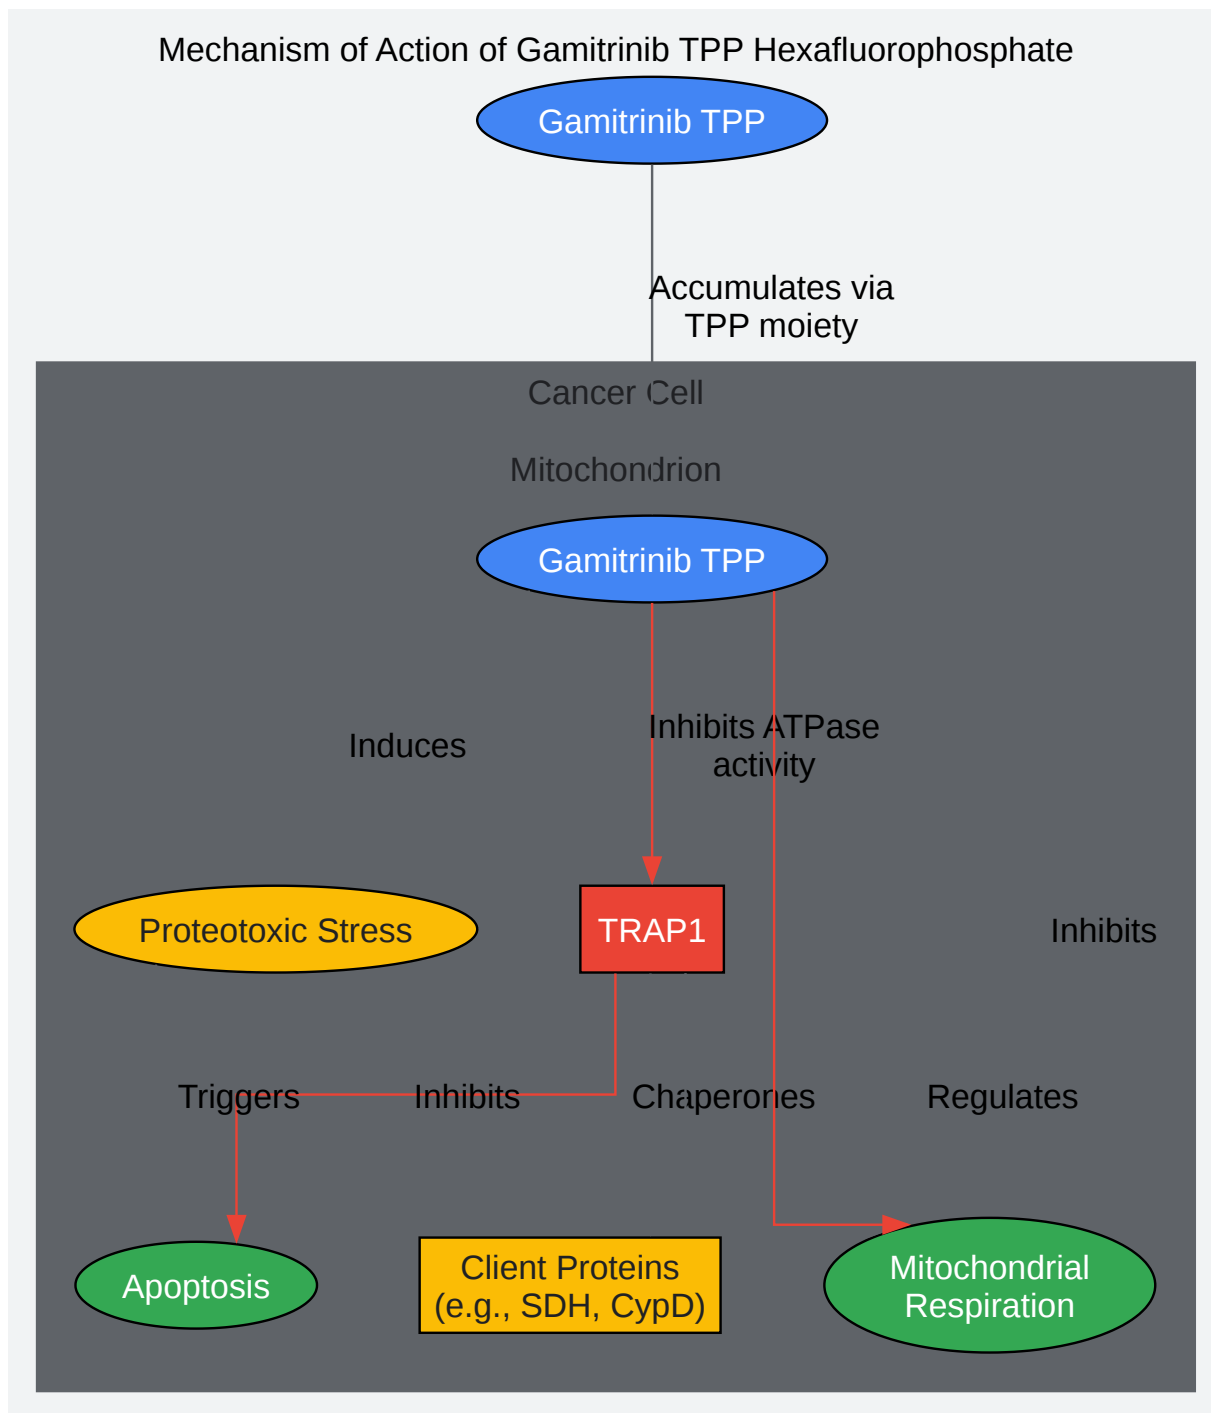 Mechanism of Action of Gamitrinib TPP Hexafluorophosphate
Gamitrinib TPP
Accumulates via
TPP moiety
Cancer Cell
Mitochondrion
Gamitrinib TPP
Induces
Inhibits ATPase
activity
Proteotoxic Stress
TRAP1
Inhibits
Triggers
Inhibits
Chaperones
Regulates
Apoptosis
Client Proteins
(e.g., SDH, CypD)
Mitochondrial
Respiration